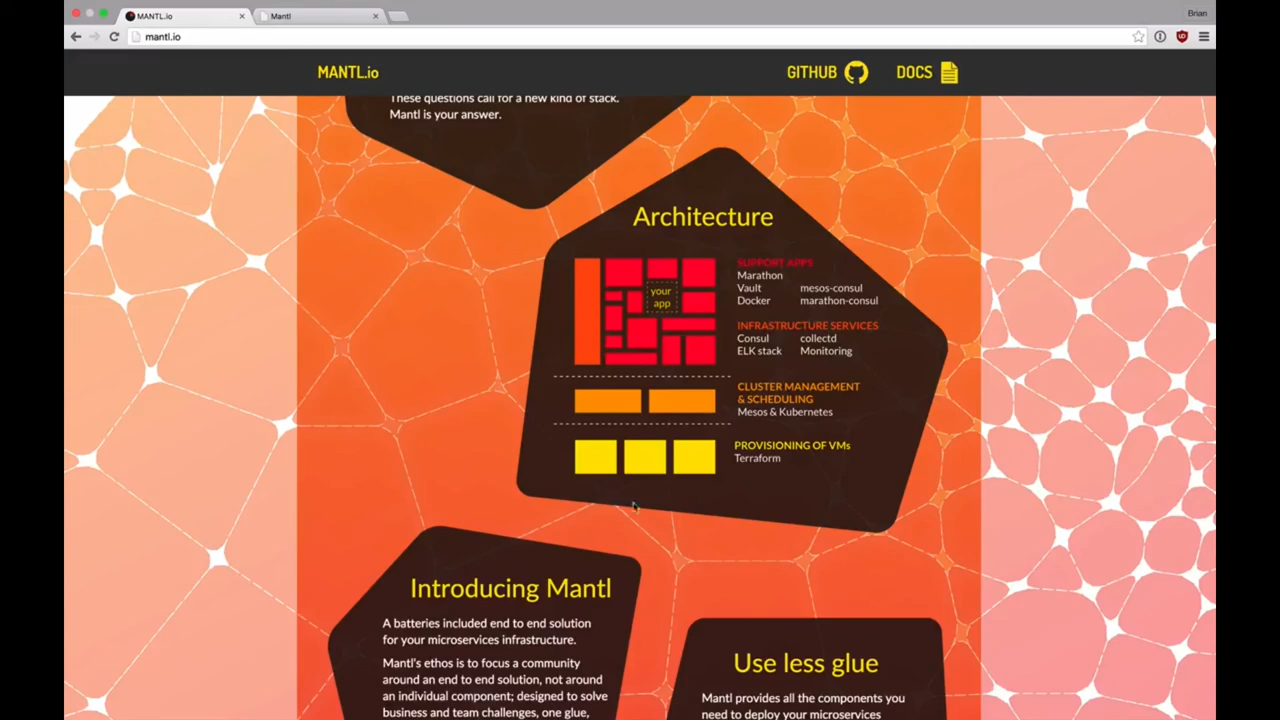 MANTL.io
Mantl
Brian
mantl.io
MANTL.io
GITHUB
DOCS
These questions call for a new kind of stack.
Mantl is your answer.
Architecture
your
app
SUPPORT APPS
Marathon
Vault mesos-consul
Docker marathon-consul
INFRASTRUCTURE SERVICES
Consul collectd
ELK stack Monitoring
CLUSTER MANAGEMENT
& SCHEDULING
Mesos & Kubernetes
PROVISIONING OF VMs
Terraform
Introducing Mantl
A batteries included end to end solution
for your microservices infrastructure.
Mantl's ethos is to focus a community
around an end to end solution, not around
an individual component; designed to solve
business and team challenges, one glue,
Use less glue
Mantl provides all the components you
need to deploy your microservices